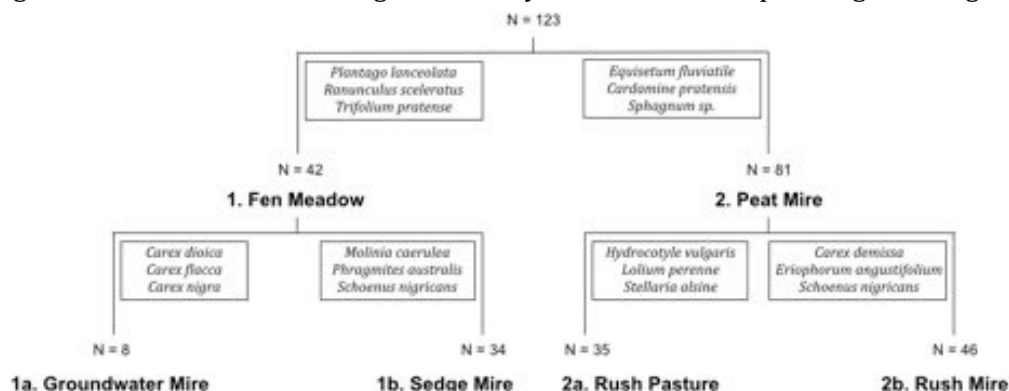 N = 123
Plantago lanceolata
Ranunculus sceleratus
Trifolium pratense
Equisetum fluviatile
Cardamine pratensis
Sphagnum sp.
N = 42
N = 81
1. Fen Meadow
2. Peat Mire
Carex dioica
Carex flacca
Carex nigra
Molinia caerulea
Phragmites australis
Schoenus nigricans
Hydrocotyle vulgaris
Lolium perenne
Stellaria alsine
Carex demissa
Eriophorum angustifolium
Schoenus nigricans
N = 8
N = 34
N = 35
N = 46
1a. Groundwater Mire
1b. Sedge Mire
2a. Rush Pasture
2b. Rush Mire